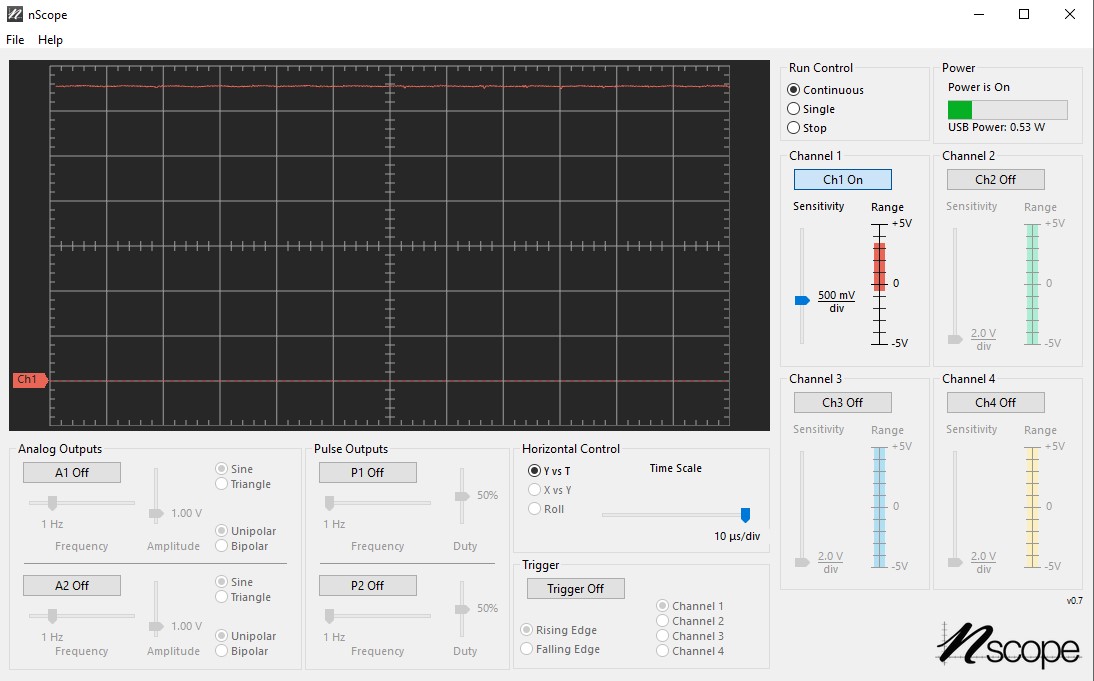 nScope
File Help
Run Control
Continuous
Single
Stop
Power
Power is On
USB Power: 0.53 W
Channel 1
Ch1 On
Sensitivity
Range
+5V
0
-5V
500 mV
div
Channel 2
Ch2 Off
Sensitivity
Range
+5V
0
-5V
2.0 V
div
Ch1
Channel 3
Ch3 Off
Sensitivity
Range
+5V
0
-5V
2.0 V
div
Channel 4
Ch4 Off
Sensitivity
Range
+5V
0
-5V
2.0 V
div
Analog Outputs
A1 Off
1 Hz
Frequency
1.00 V
Amplitude
Sine
Triangle
Unipolar
Bipolar
A2 Off
1 Hz
Frequency
1.00 V
Amplitude
Sine
Triangle
Unipolar
Bipolar
Pulse Outputs
P1 Off
1 Hz
Frequency
50%
Duty
P2 Off
1 Hz
Frequency
50%
Duty
Horizontal Control
Y vs T
X vs Y
Roll
Time Scale
10 µs/div
Trigger
Trigger Off
Rising Edge
Falling Edge
Channel 1
Channel 2
Channel 3
Channel 4
v0.7
nscope